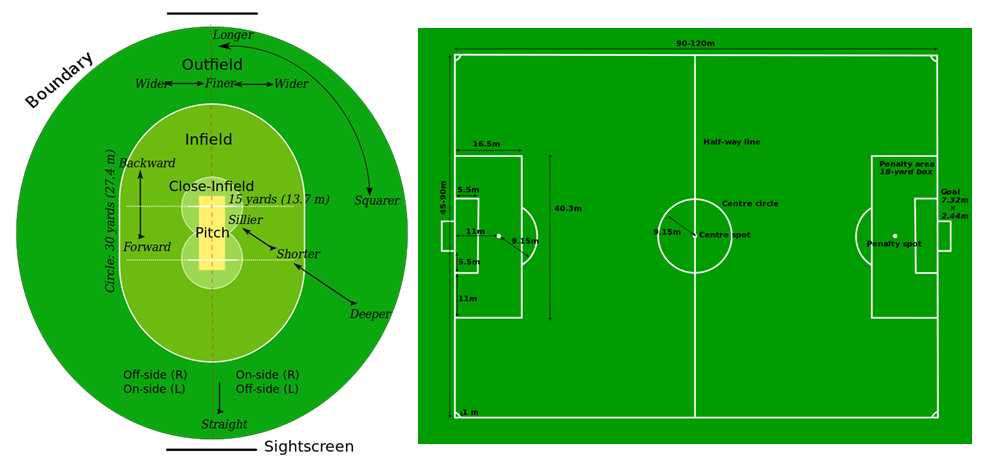 Longer
Boundary
Outfield
Wider
Finer
Wider
Infield
Backward
Close-Infield
15 yards (13.7 m)
Squarer
Circle: 30 yards (27.4 m)
Sillier
Pitch
Forward
Shorter
Deeper
Off-side (R)
On-side (L)
On-side (R)
Off-side (L)
Straight
Sightscreen
90-120m
Half-way line
16.5m
Penalty area
18-yard box
5.5m
45-90m
40.3m
Goal
7.32m
×
2.44m
Centre circle
11m
9.15m
9.15m
Centre spot
Penalty spot
5.5m
11m
1 m